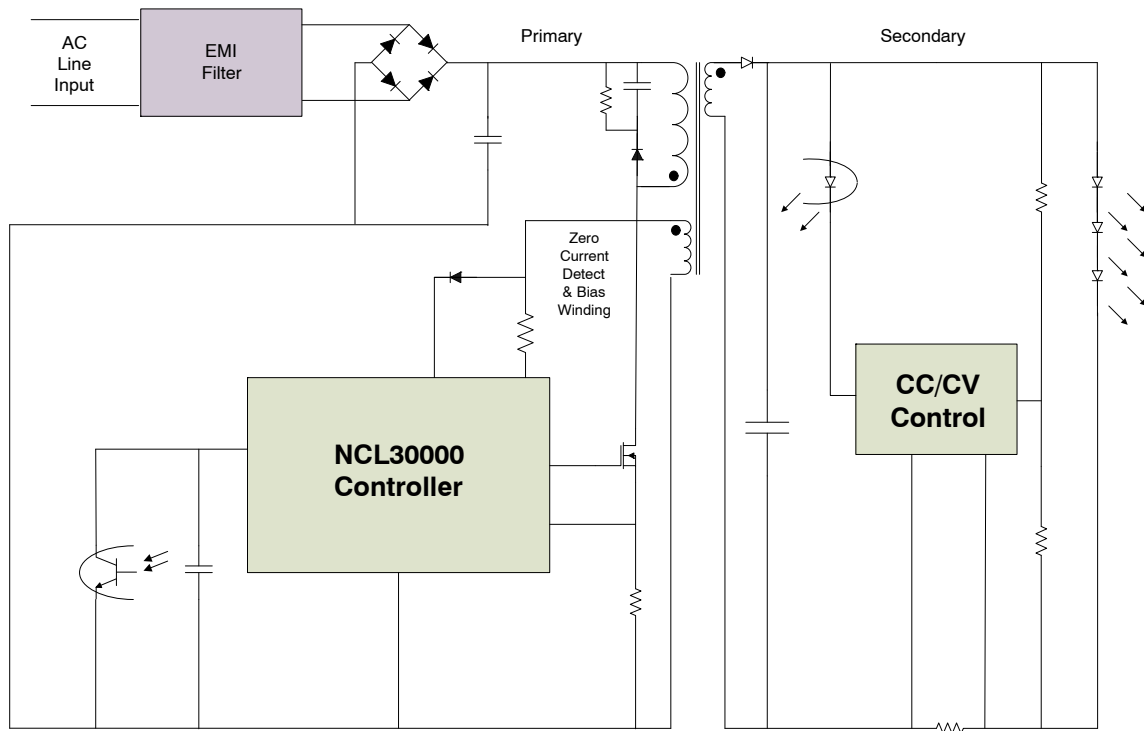 AC
Line
Input
EMI
Filter
Primary
Secondary
Zero
Current
Detect
& Bias
Winding
CC/CV
Control
NCL30000
Controller